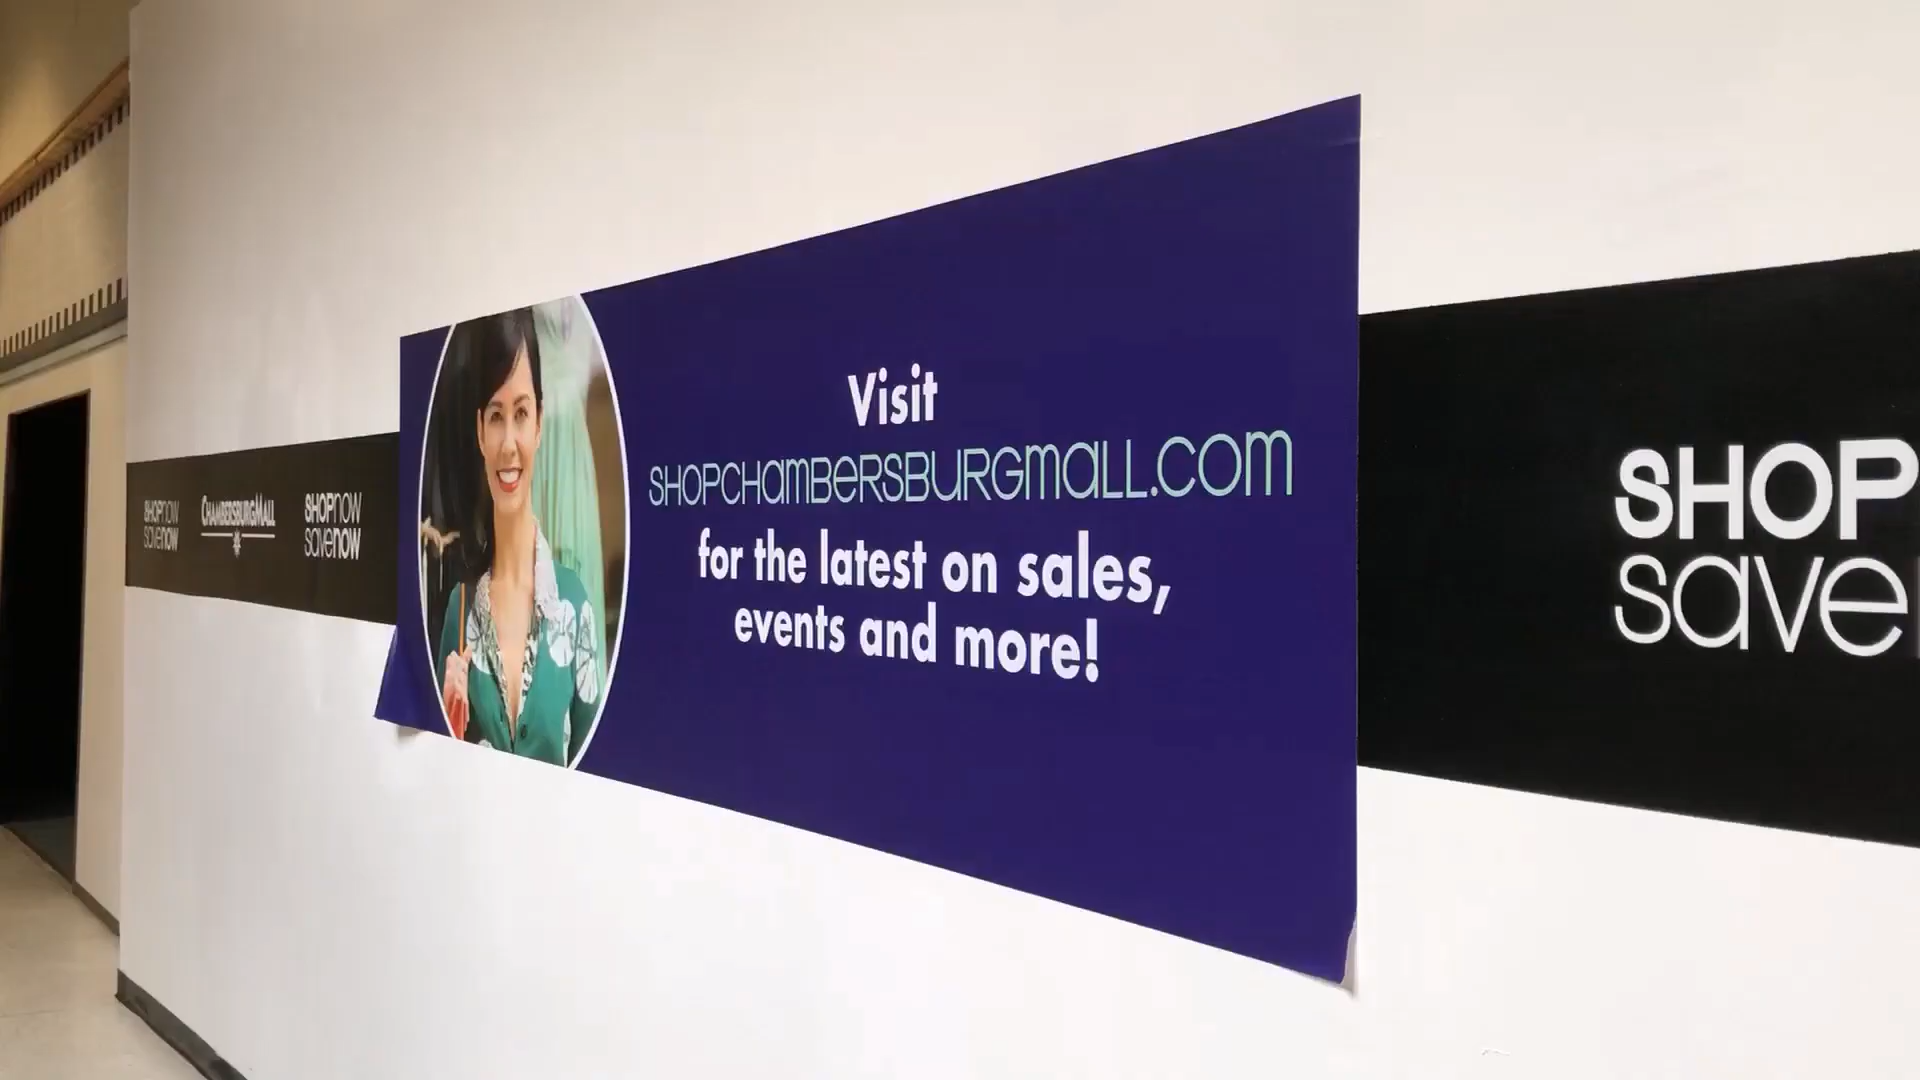 SHOPNOW
saveNOW
CHAMBERSBURGMALL
SHOPNOW
saveNOW
Visit
SHOPCHAMBERSBURGMALL.COM
for the latest on sales,
events and more!
SHOP
save